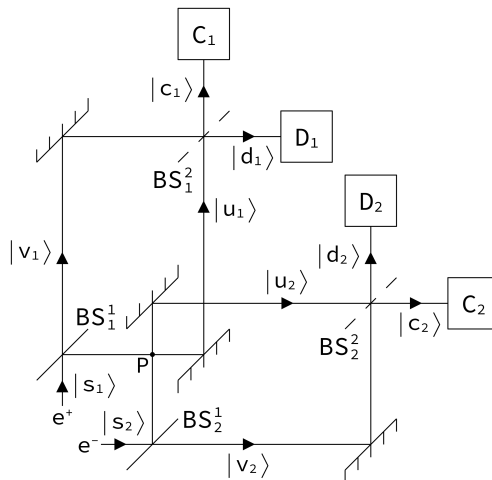 C₁
|c₁⟩
D₁
|d₁⟩
BS₁²
D₂
|u₁⟩
|d₂⟩
|v₁⟩
|u₂⟩
C₂
|c₂⟩
BS₁¹
BS₂²
P
|s₁⟩
e⁺
|s₂⟩
BS₂¹
e⁻
|v₂⟩